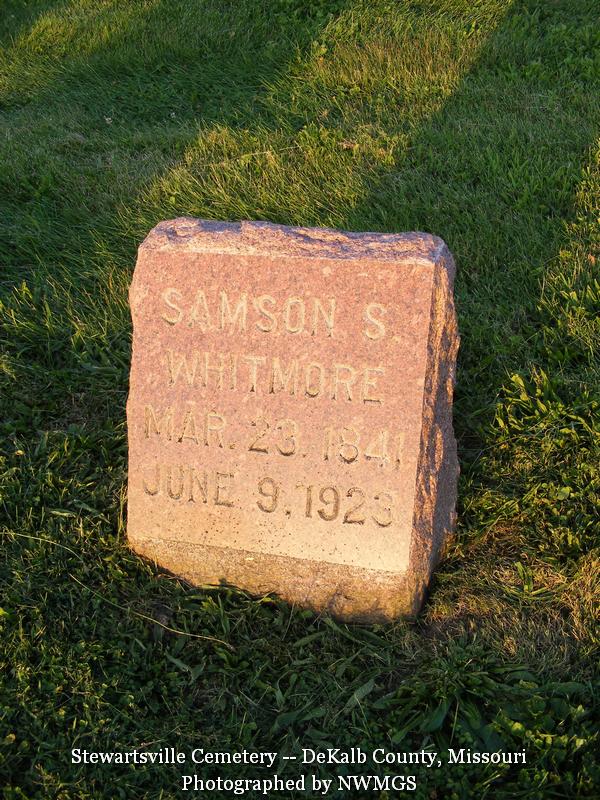 SAMSON S.
WHITMORE
MAR. 23. 1841
JUNE 9, 1923
Stewartsville Cemetery -- DeKalb County, Missouri
Photographed by NWMGS